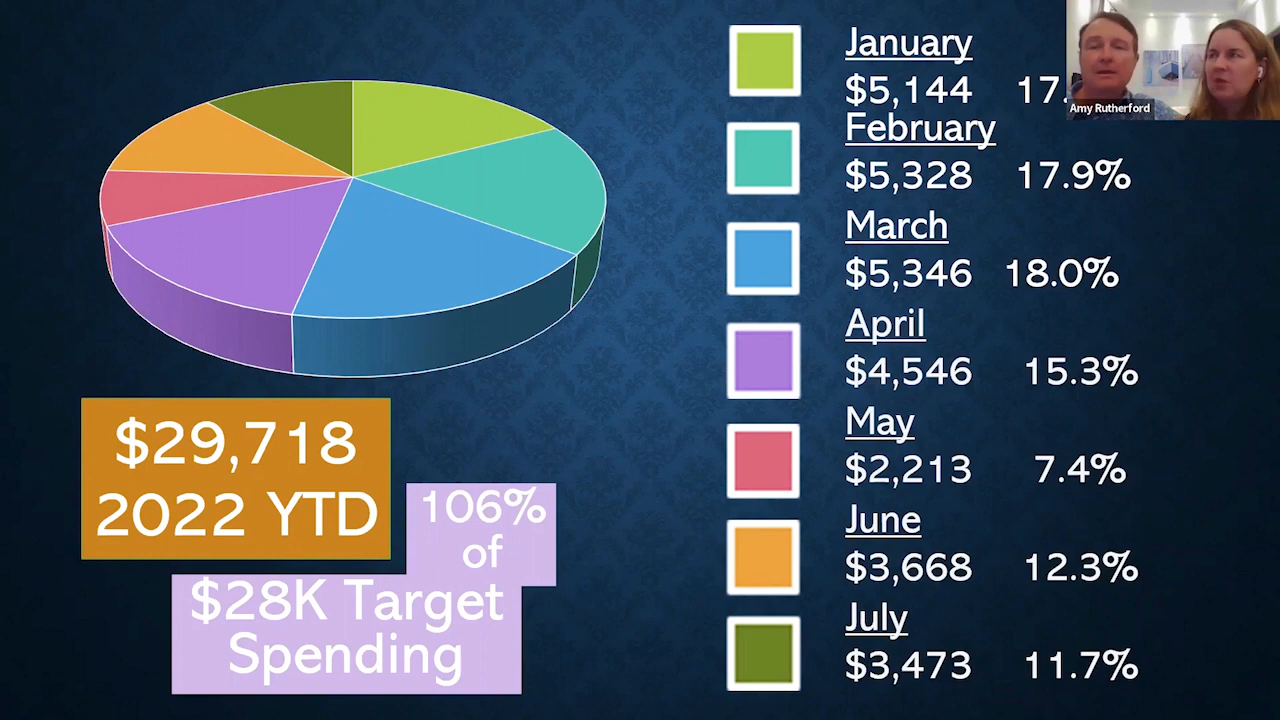 January
$5,144 17.
February
$5,328 17.9%
March
$5,346 18.0%
April
$4,546 15.3%
May
$2,213 7.4%
June
$3,668 12.3%
July
$3,473 11.7%
$29,718
2022 YTD
106%
of
$28K Target
Spending
Amy Rutherford